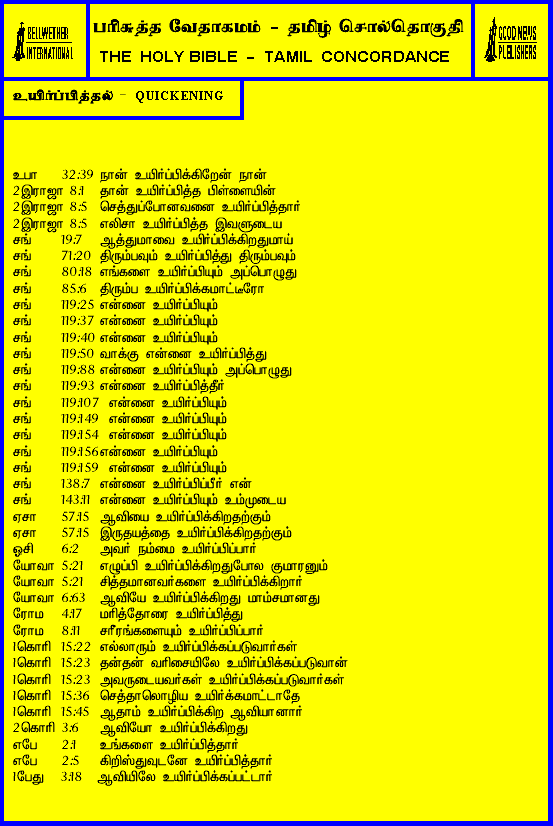 BELLWETHER
INTERNATIONAL
பரிசுத்த வேதாகமம் - தமிழ் சொல்தொகுதி
THE HOLY BIBLE - TAMIL CONCORDANCE
GOOD NEWS
PUBLISHERS
உயிர்ப்பித்தல் - QUICKENING
உபா 32:39 நான் உயிர்ப்பிக்கிறேன் நான்
2இராஜா 8:1 தான் உயிர்ப்பித்த பிள்ளையின்
2இராஜா 8:5 செத்துப்போனவனை உயிர்ப்பித்தார்
2இராஜா 8:5 எலிசா உயிர்ப்பித்த இவளுடைய
சங் 19:7 ஆத்துமாவை உயிர்ப்பிக்கிறதுமாய்
சங் 71:20 திரும்பவும் உயிர்ப்பித்து திரும்பவும்
சங் 80:18 எங்களை உயிர்ப்பியும் அப்பொழுது
சங் 85:6 திரும்ப உயிர்ப்பிக்கமாட்டீரோ
சங் 119:25 என்னை உயிர்ப்பியும்
சங் 119:37 என்னை உயிர்ப்பியும்
சங் 119:40 என்னை உயிர்ப்பியும்
சங் 119:50 வாக்கு என்னை உயிர்ப்பித்து
சங் 119:88 என்னை உயிர்ப்பியும் அப்பொழுது
சங் 119:93 என்னை உயிர்ப்பித்தீர்
சங் 119:107 என்னை உயிர்ப்பியும்
சங் 119:149 என்னை உயிர்ப்பியும்
சங் 119:154 என்னை உயிர்ப்பியும்
சங் 119:156 என்னை உயிர்ப்பியும்
சங் 119:159 என்னை உயிர்ப்பியும்
சங் 138:7 என்னை உயிர்ப்பிப்பீர் என்
சங் 143:11 என்னை உயிர்ப்பியும் உம்முடைய
ஏசா 57:15 ஆவியை உயிர்ப்பிக்கிறதற்கும்
ஏசா 57:15 இருதயத்தை உயிர்ப்பிக்கிறதற்கும்
ஓசி 6:2 அவர் நம்மை உயிர்ப்பிப்பார்
யோவா 5:21 எழுப்பி உயிர்ப்பிக்கிறதுபோல குமாரனும்
யோவா 5:21 சித்தமானவர்களை உயிர்ப்பிக்கிறார்
யோவா 6:63 ஆவியே உயிர்ப்பிக்கிறது மாம்சமானது
ரோம 4:17 மரித்தோரை உயிர்ப்பித்து
ரோம 8:11 சரீரங்களையும் உயிர்ப்பிப்பார்
1கொரி 15:22 எல்லாரும் உயிர்ப்பிக்கப்படுவார்கள்
1கொரி 15:23 தன்தன் வரிசையிலே உயிர்ப்பிக்கப்படுவான்
1கொரி 15:23 அவருடையவர்கள் உயிர்ப்பிக்கப்படுவார்கள்
1கொரி 15:36 செத்தாலொழிய உயிர்க்கமாட்டாதே
1கொரி 15:45 ஆதாம் உயிர்ப்பிக்கிற ஆவியானார்
2கொரி 3:6 ஆவியோ உயிர்ப்பிக்கிறது
எபே 2:1 உங்களை உயிர்ப்பித்தார்
எபே 2:5 கிறிஸ்துவுடனே உயிர்ப்பித்தார்
1பேது 3:18 ஆவியிலே உயிர்ப்பிக்கப்பட்டார்